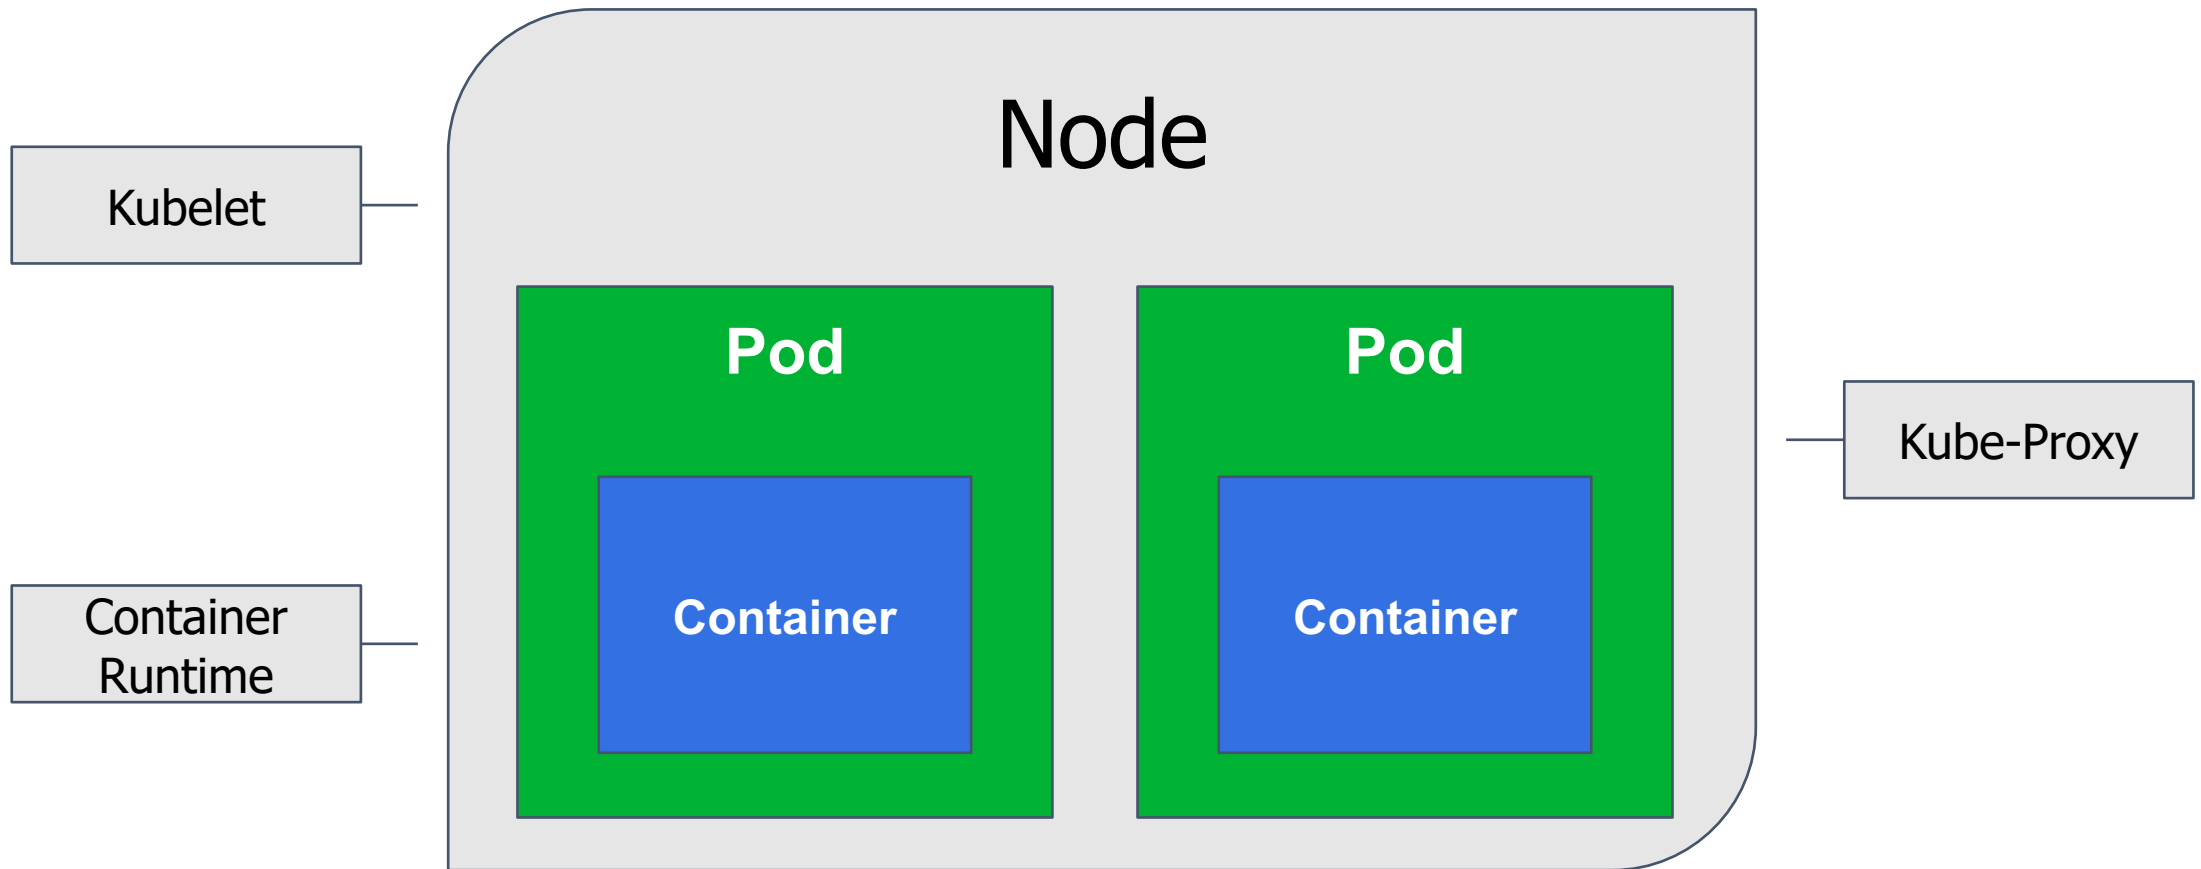 Node
Kubelet
Pod
Pod
Kube-Proxy
Container
Runtime
Container
Container